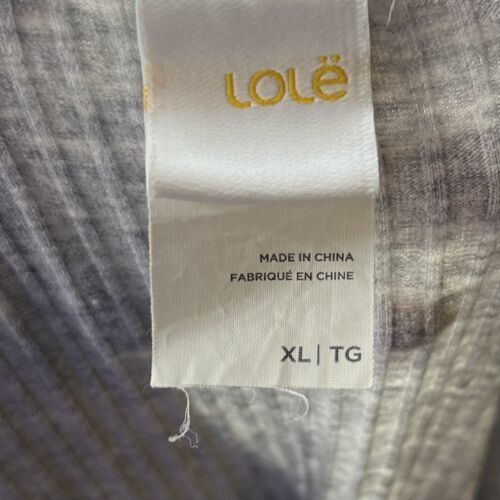 LOLË
MADE IN CHINA
FABRIQUÉ EN CHINE
XL | TG